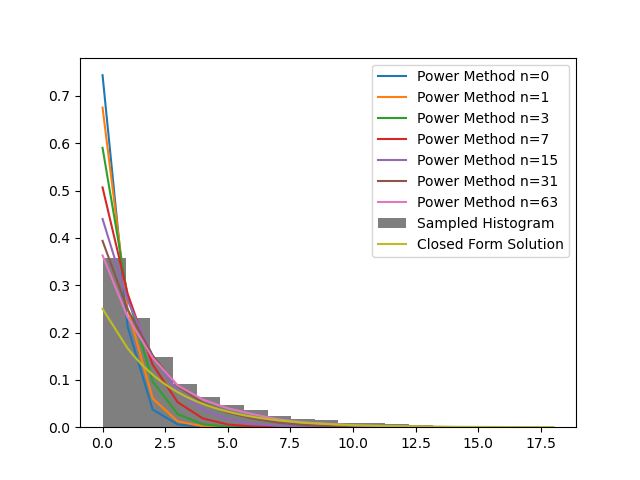 Power Method n=0
Power Method n=1
Power Method n=3
Power Method n=7
Power Method n=15
Power Method n=31
Power Method n=63
Sampled Histogram
Closed Form Solution
0.7
0.6
0.5
0.4
0.3
0.2
0.1
0.0
0.0 2.5 5.0 7.5 10.0 12.5 15.0 17.5